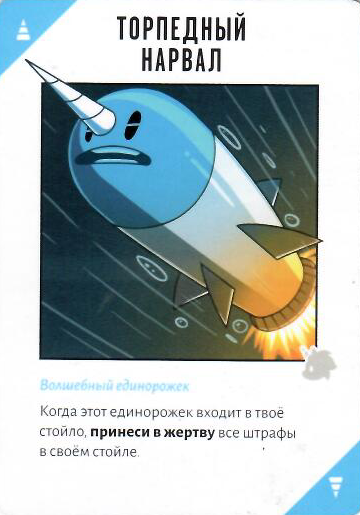 ТОРПЕДНЫЙ
НАРВАЛ
Волшебный единорожек
Когда этот единорожек входит в твоё
стойло, принеси в жертву все штрафы
в своём стойле.